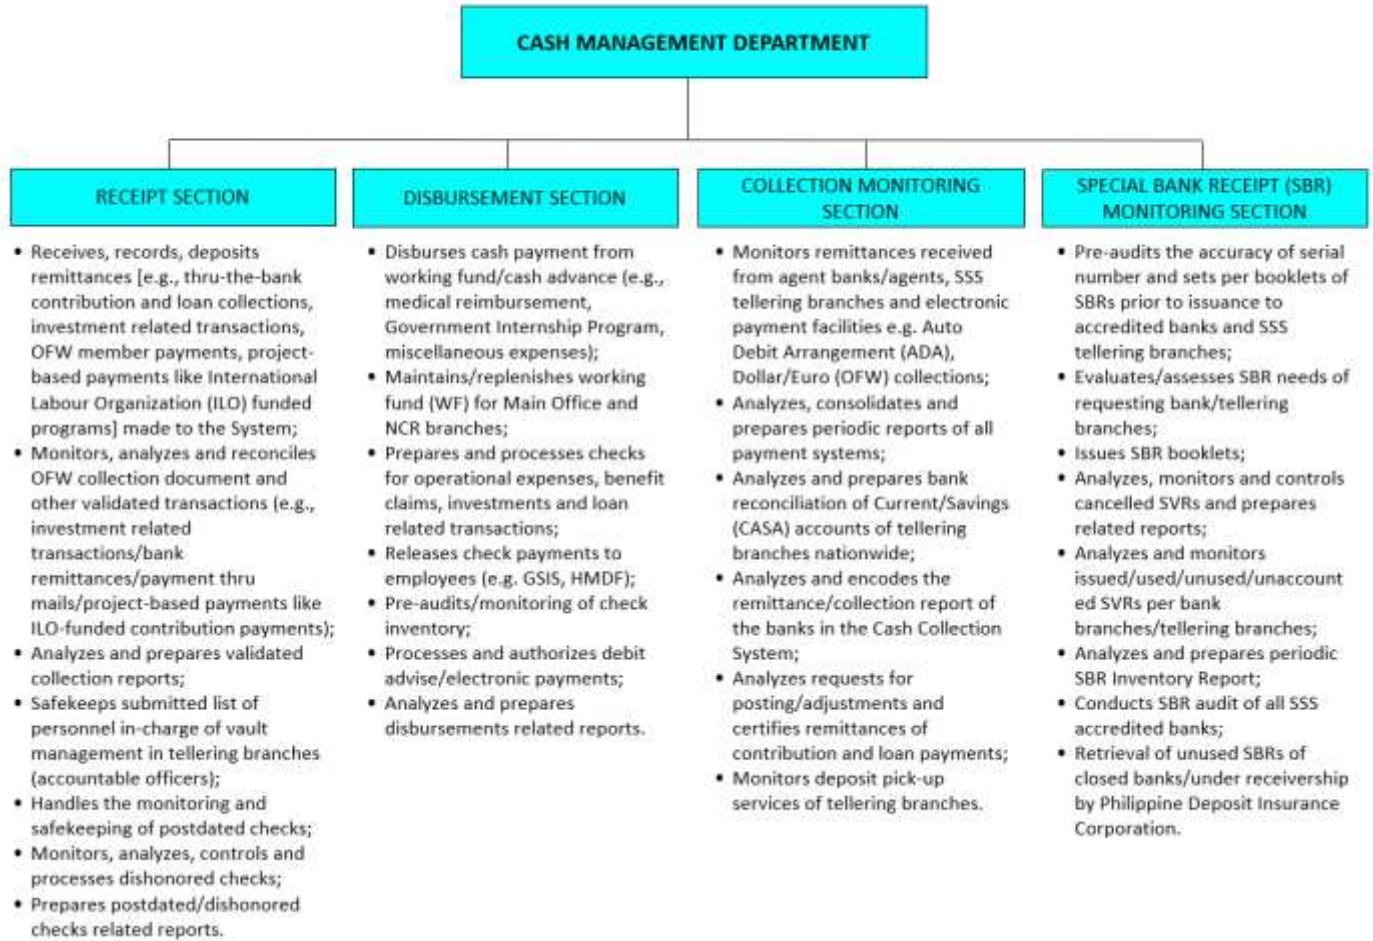 CASH MANAGEMENT DEPARTMENT
RECEIPT SECTION
• Receives, records, deposits
remittances [e.g., thru-the-bank
contribution and loan collections,
investment related transactions,
OFW member payments, project-
based payments like International
Labour Organization (ILO) funded
programs] made to the System;
• Monitors, analyzes and reconciles
OFW collection document and
other validated transactions (e.g.,
investment related
transactions/bank
remittances/payment thru
mails/project-based payments like
ILO-funded contribution payments);
• Analyzes and prepares validated
collection reports;
• Safekeeps submitted list of
personnel in-charge of vault
management in tellering branches
(accountable officers);
• Handles the monitoring and
safekeeping of postdated checks;
• Monitors, analyzes, controls and
processes dishonored checks;
• Prepares postdated/dishonored
checks related reports.
DISBURSEMENT SECTION
• Disburses cash payment from
working fund/cash advance (e.g.,
medical reimbursement,
Government Internship Program,
miscellaneous expenses);
• Maintains/replenishes working
fund (WF) for Main Office and
NCR branches;
• Prepares and processes checks
for operational expenses, benefit
claims, investments and loan
related transactions;
• Releases check payments to
employees (e.g. GSIS, HMDF);
• Pre-audits/monitoring of check
inventory;
• Processes and authorizes debit
advise/electronic payments;
• Analyzes and prepares
disbursements related reports.
COLLECTION MONITORING
SECTION
• Monitors remittances received
from agent banks/agents, SSS
tellering branches and electronic
payment facilities e.g. Auto
Debit Arrangement (ADA),
Dollar/Euro (OFW) collections;
• Analyzes, consolidates and
prepares periodic reports of all
payment systems;
• Analyzes and prepares bank
reconciliation of Current/Savings
(CASA) accounts of tellering
branches nationwide;
• Analyzes and encodes the
remittance/collection report of
the banks in the Cash Collection
System;
• Analyzes requests for
posting/adjustments and
certifies remittances of
contribution and loan payments;
• Monitors deposit pick-up
services of tellering branches.
SPECIAL BANK RECEIPT (SBR)
MONITORING SECTION
• Pre-audits the accuracy of serial
number and sets per booklets of
SBRs prior to issuance to
accredited banks and SSS
tellering branches;
• Evaluates/assesses SBR needs of
requesting bank/tellering
branches;
• Issues SBR booklets;
• Analyzes, monitors and controls
cancelled SVRs and prepares
related reports;
• Analyzes and monitors
issued/used/unused/unaccount
ed SVRs per bank
branches/tellering branches;
• Analyzes and prepares periodic
SBR Inventory Report;
• Conducts SBR audit of all SSS
accredited banks;
• Retrieval of unused SBRs of
closed banks/under receivership
by Philippine Deposit Insurance
Corporation.